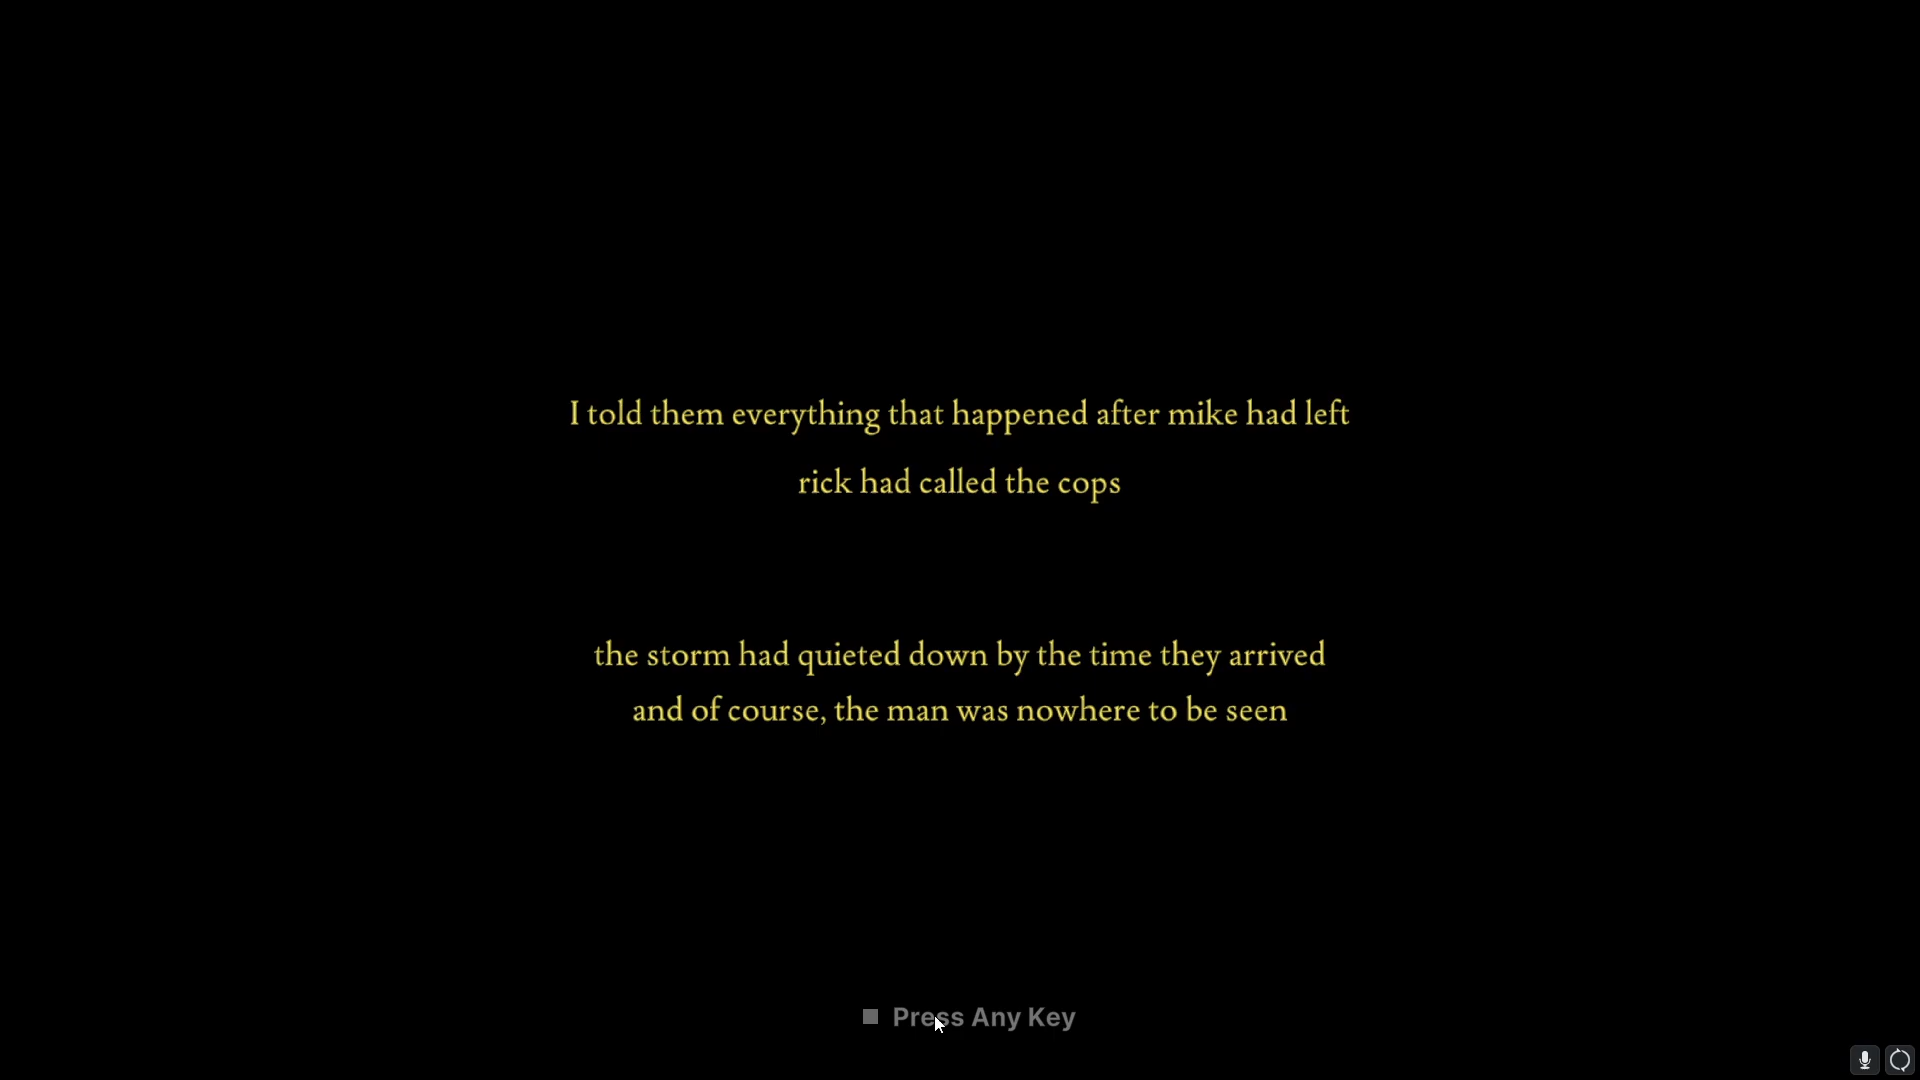 I told them everything that happened after mike had left
rick had called the cops
the storm had quieted down by the time they arrived
and of course, the man was nowhere to be seen
Press Any Key